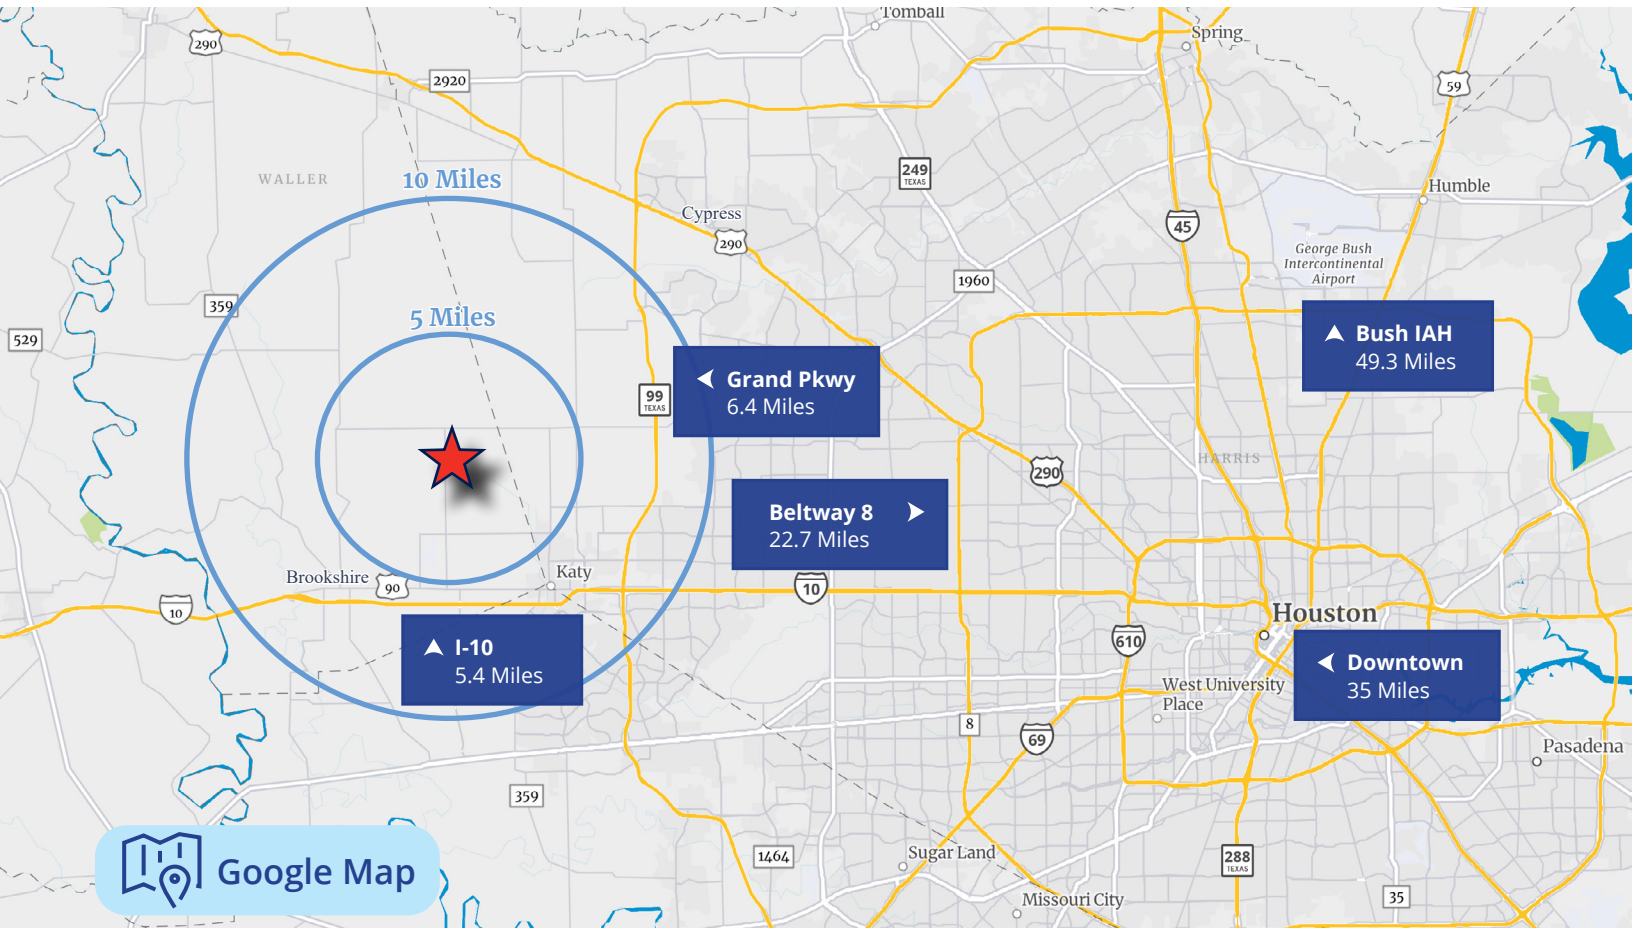 Tomball
Spring
290
2920
59
249
TEXAS
WALLER
10 Miles
Humble
Cypress
290
45
George Bush
Intercontinental
Airport
1960
359
5 Miles
529
Bush IAH
49.3 Miles
Grand Pkwy
6.4 Miles
99
TEXAS
HARRIS
290
Beltway 8
22.7 Miles
Brookshire
90
Katy
10
10
Houston
610
I-10
5.4 Miles
Downtown
35 Miles
West University
Place
8
69
Pasadena
359
1464
Sugar Land
288
TEXAS
Google Map
Missouri City
35